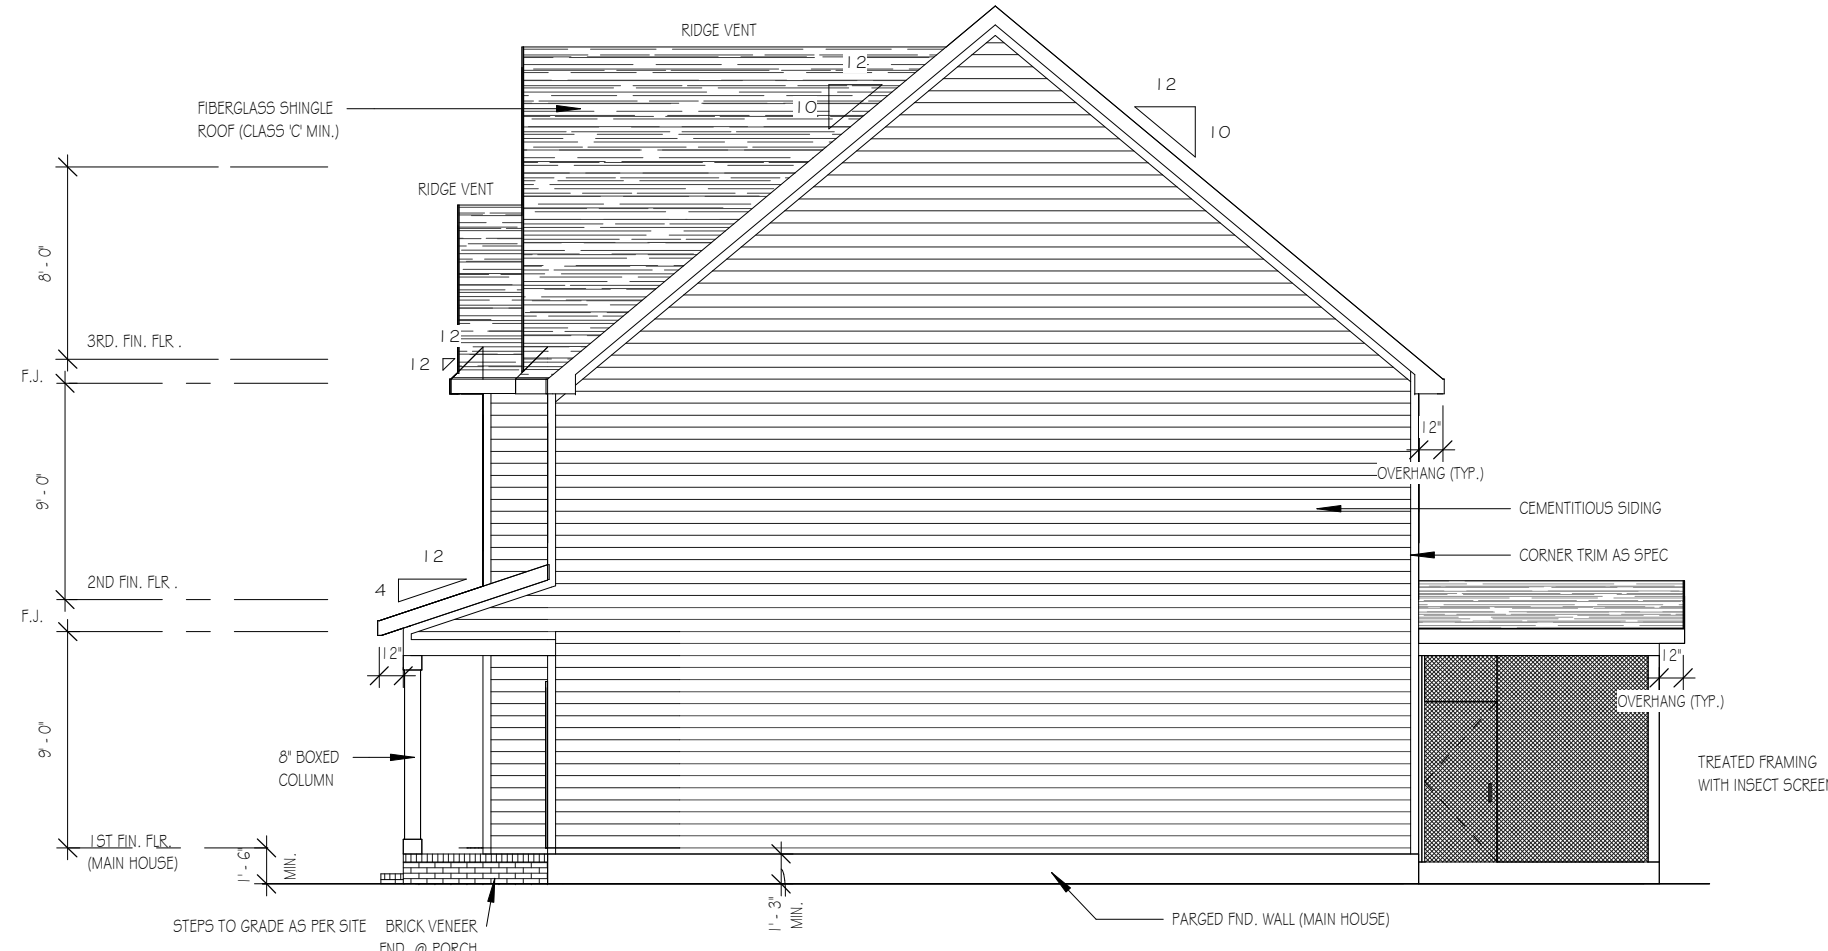 RIDGE VENT
12
10
12
10
FIBERGLASS SHINGLE
ROOF (CLASS 'C' MIN.)
RIDGE VENT
8' - 0"
3RD. FIN. FLR .
12
12
F.J.
12"
OVERHANG (TYP.)
9' - 0"
CEMENTITIOUS SIDING
CORNER TRIM AS SPEC
12
4
2ND FIN. FLR .
F.J.
12"
12"
OVERHANG (TYP.)
9' - 0"
8" BOXED
COLUMN
TREATED FRAMING
WITH INSECT SCREEN
1ST FIN. FLR.
(MAIN HOUSE)
1' - 6"
MIN.
1' - 3"
MIN.
STEPS TO GRADE AS PER SITE
BRICK VENEER
FND. @ PORCH
PARGED FND. WALL (MAIN HOUSE)